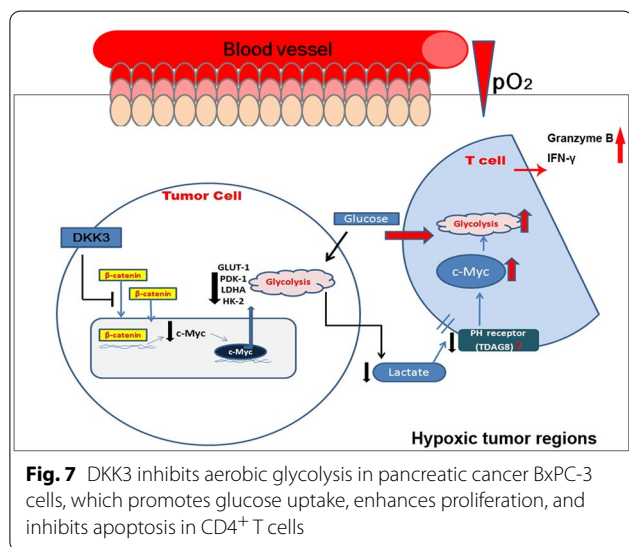 Blood vessel
pO2
Granzyme B
IFN-γ
T cell
Tumor Cell
Glucose
Glycolysis
DKK3
GLUT-1
PDK-1
LDHA
HK-2
Glycolysis
β-catenin
c-Myc
β-catenin
β-catenin
c-Myc
c-Myc
PH receptor
(TDAG8) ?
Lactate
Hypoxic tumor regions
Fig. 7 DKK3 inhibits aerobic glycolysis in pancreatic cancer BxPC-3
cells, which promotes glucose uptake, enhances proliferation, and
inhibits apoptosis in CD4+ T cells